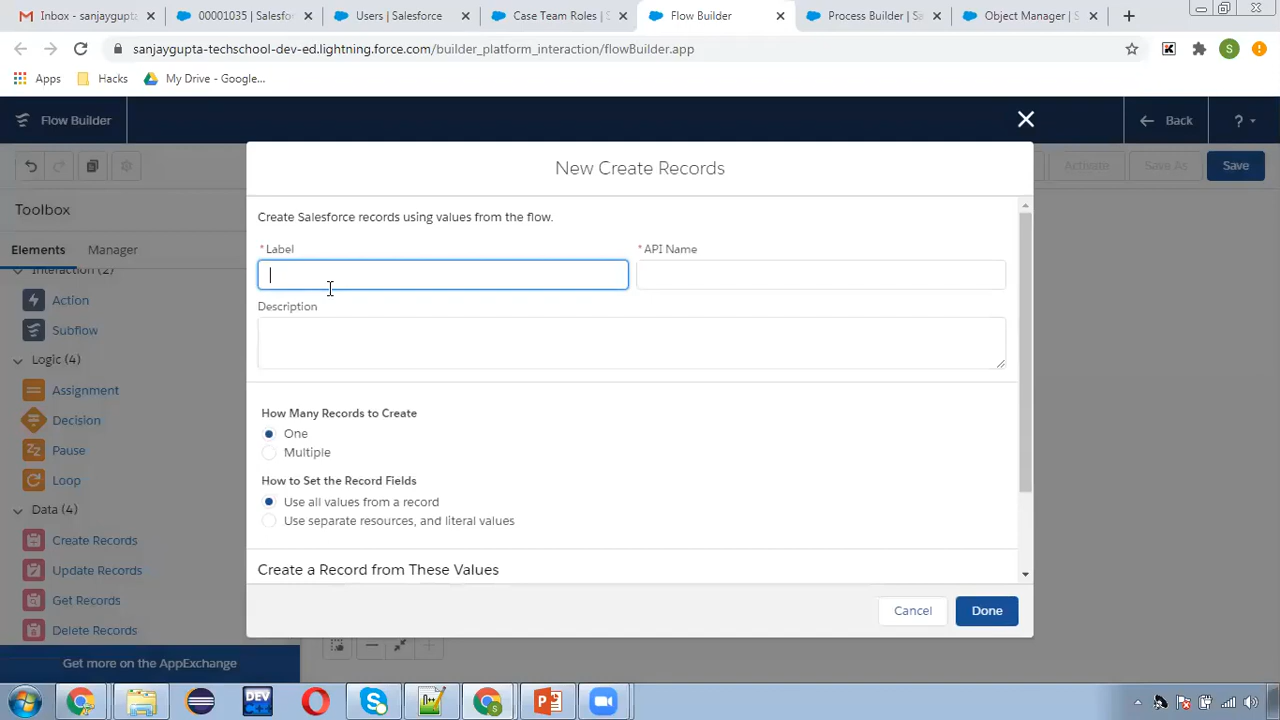 Inbox - sanjaygupta
00001035 | Salesfo
Users | Salesforce
Case Team Roles | S
Flow Builder
Process Builder | Sa
Object Manager | S
sanjaygupta-techschool-dev-ed.lightning.force.com/builder_platform_interaction/flowBuilder.app
S
Apps
Hacks
My Drive - Google...
Flow Builder
Back
?
Activate
Save As
Save
Toolbox
Elements
Manager
Interaction (2)
Action
Subflow
Logic (4)
Assignment
Decision
Pause
Loop
Data (4)
Create Records
Update Records
Get Records
Delete Records
Get more on the AppExchange
New Create Records
Create Salesforce records using values from the flow.
*Label
*API Name
Description
How Many Records to Create
One
Multiple
How to Set the Record Fields
Use all values from a record
Use separate resources, and literal values
Create a Record from These Values
Cancel
Done
DEV
C++